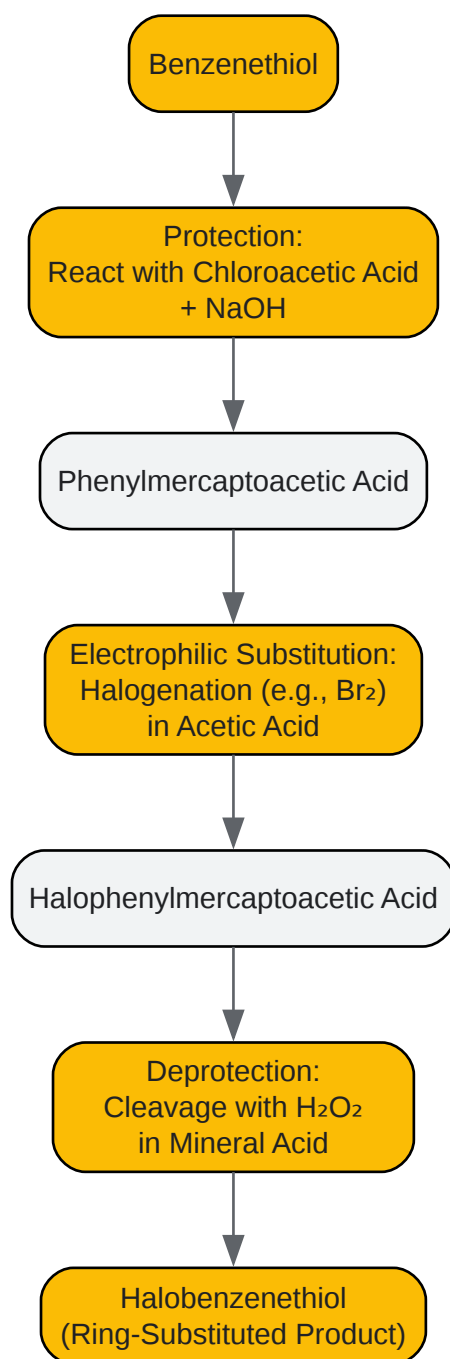 Benzenethiol
Protection:
React with Chloroacetic Acid
+ NaOH
Phenylmercaptoacetic Acid
Electrophilic Substitution:
Halogenation (e.g., Br₂)
in Acetic Acid
Halophenylmercaptoacetic Acid
Deprotection:
Cleavage with H₂O₂
in Mineral Acid
Halobenzenethiol
(Ring-Substituted Product)